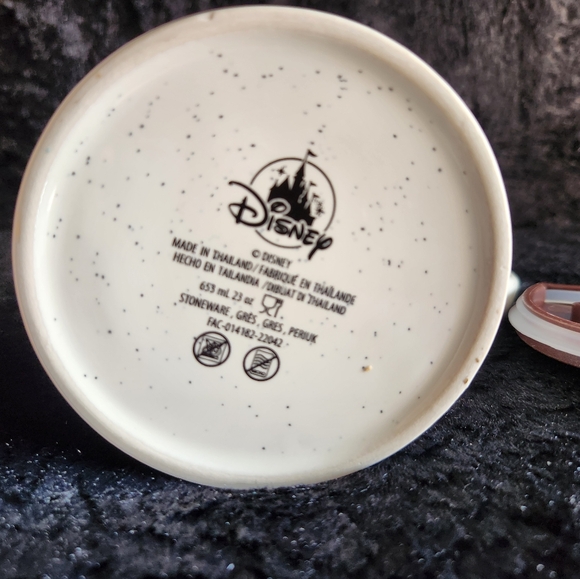 Disney
© DISNEY
MADE IN THAILAND / FABRIQUÉ EN THAÏLANDE
HECHO EN TAILANDIA / DIBUAT DI THAILAND
653 mL 23 oz
STONEWARE, GRÈS, GRES, PERIUK
FAC-014182-22042